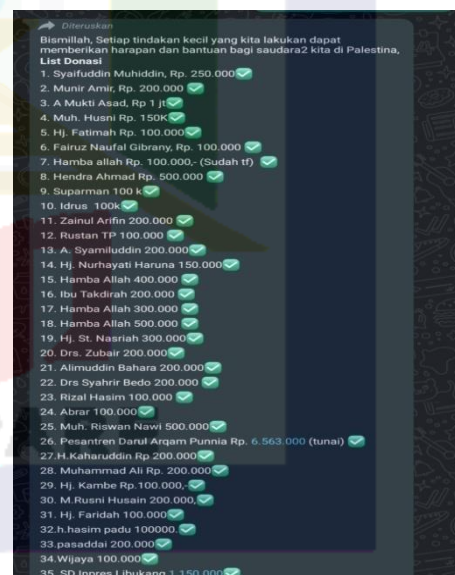 Diteruskan
Bismillah, Setiap tindakan kecil yang kita lakukan dapat
memberikan harapan dan bantuan bagi saudara2 kita di Palestina,
List Donasi
1. Syaifuddin Muhiddin, Rp. 250.000✅
2. Munir Amir, Rp. 200.000 ✅
3. A Mukti Asad, Rp 1 jt✅
4. Muh. Husni Rp. 150K✅
5. Hj. Fatimah Rp. 100.000✅
6. Fairuz Naufal Gibrany, Rp. 100.000 ✅
7. Hamba allah Rp. 100.000,- (Sudah tf) ✅
8. Hendra Ahmad Rp. 500.000 ✅
9. Suparman 100 k✅
10. Idrus 100k✅
11. Zainul Arifin 200.000 ✅
12. Rustan TP 100.000 ✅
13. A. Syamiluddin 200.000✅
14. Hj. Nurhayati Haruna 150.000✅
15. Hamba Allah 400.000 ✅
16. Ibu Takdirah 200.000 ✅
17. Hamba Allah 300.000 ✅
18. Hamba Allah 500.000 ✅
19. Hj. St. Nasriah 300.000✅
20. Drs. Zubair 200.000✅
21. Alimuddin Bahara 200.000✅
22. Drs Syahrir Bedo 200.000 ✅
23. Rizal Hasim 100.000 ✅
24. Abrar 100.000✅
25. Muh. Riswan Nawi 500.000✅
26. Pesantren Darul Arqam Punnia Rp. 6.563.000 (tunai) ✅
27.H.Kaharuddin Rp 200.000✅
28. Muhammad Ali Rp. 200.000✅
29. Hj. Kambe Rp.100.000,-✅
30. M.Rusni Husain 200.000,✅
31. Hj. Faridah 100.000✅
32.h.hasim padu 100000.✅
33.pasaddai 200.000✅
34.Wijaya 100.000✅
35. SD Inpres Libukang 1.150.000✅